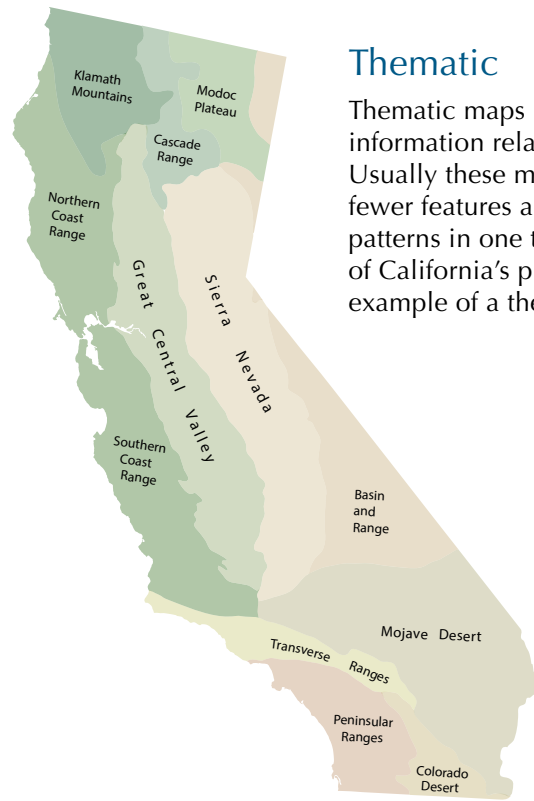 Thematic
Thematic maps
information rela
Usually these m
fewer features a
patterns in one t
of California's p
example of a the
Klamath
Mountains
Modoc
Plateau
Cascade
Range
Northern
Coast
Range
Great Central Valley
Sierra Nevada
Southern
Coast
Range
Basin
and
Range
Mojave Desert
Transverse Ranges
Peninsular
Ranges
Colorado
Desert